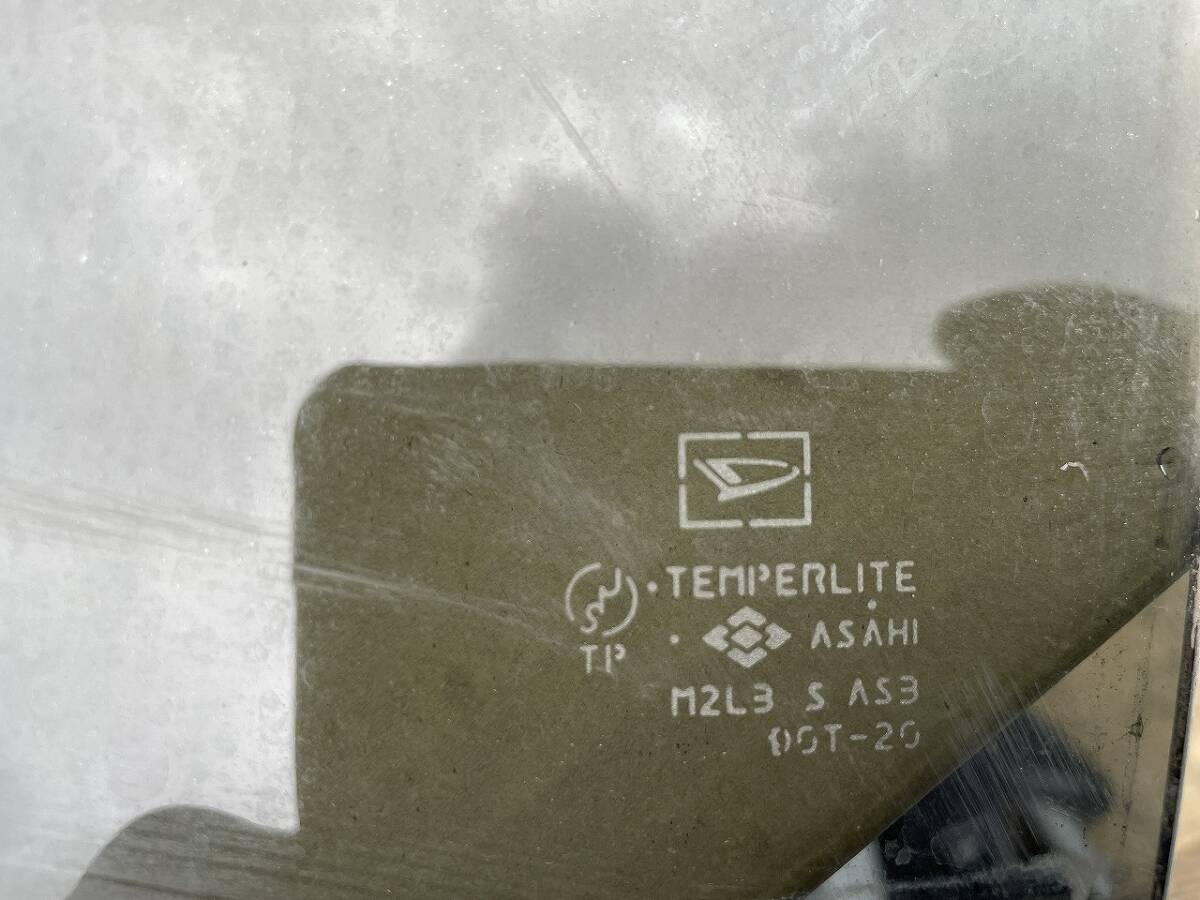 TEMPERLITE
TP
ASAHI
M2L3 S AS3
DOT-20